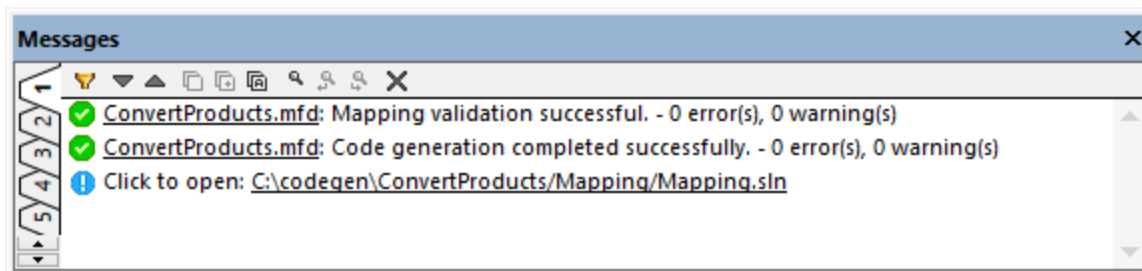 Messages
1
ConvertProducts.mfd: Mapping validation successful. - 0 error(s), 0 warning(s)
2
ConvertProducts.mfd: Code generation completed successfully. - 0 error(s), 0 warning(s)
3
Click to open: C:\codegen\ConvertProducts/Mapping/Mapping.sln
4
5